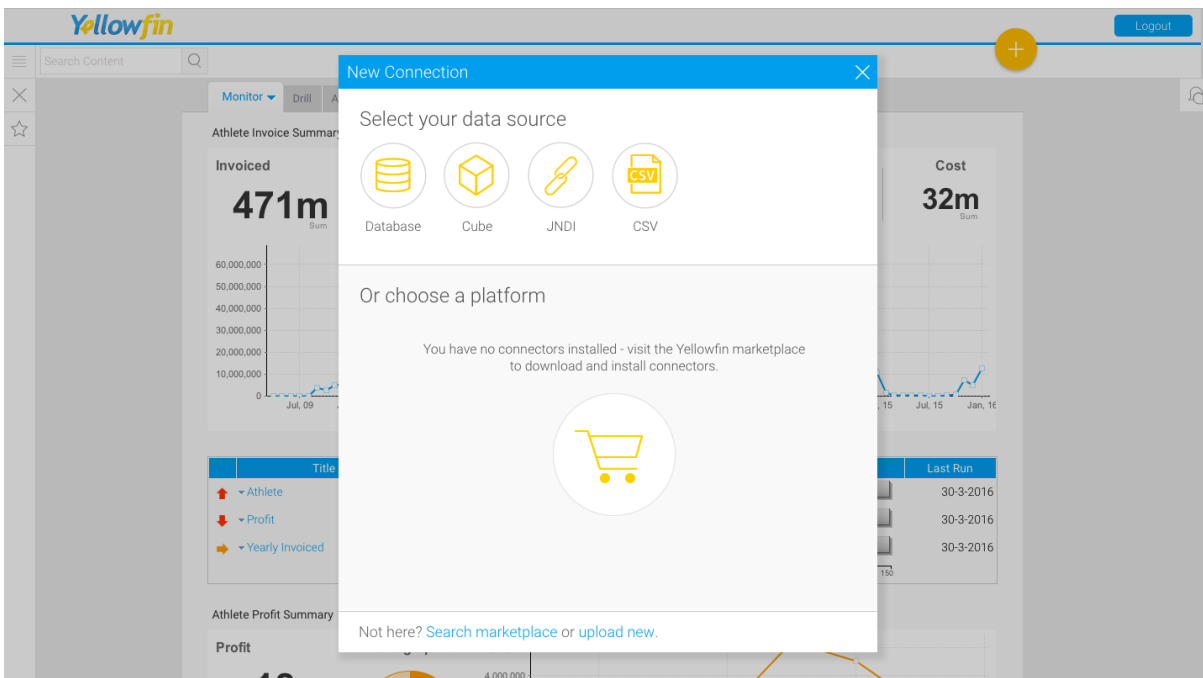 Yellowfin
Logout
+
Search Content
New Connection
Monitor
Drill
Athlete Invoice Summary
Select your data source
Invoiced
471m
Sum
Cost
32m
Sum
CSV
Database
Cube
JNDI
CSV
60,000,000
50,000,000
40,000,000
30,000,000
20,000,000
10,000,000
0
Jul, 09
15
Jul, 15
Jan, 16
Or choose a platform
You have no connectors installed - visit the Yellowfin marketplace
to download and install connectors.
Title
Last Run
Athlete
30-3-2016
Profit
30-3-2016
Yearly Invoiced
30-3-2016
150
Athlete Profit Summary
Not here? Search marketplace or upload new.
Profit
4,000,000